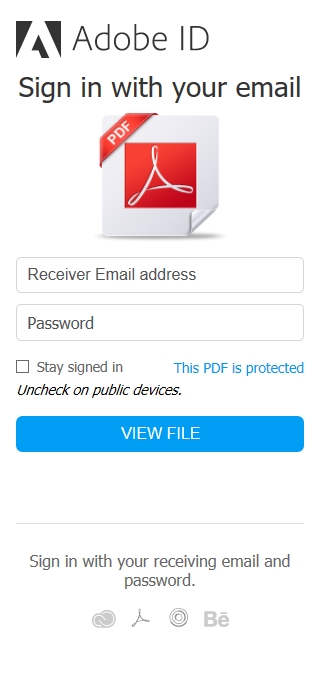 Adobe ID
Sign in with your email
PDF
Receiver Email address
Password
Stay signed in
This PDF is protected
Uncheck on public devices.
VIEW FILE
Sign in with your receiving email and
password.
Bē